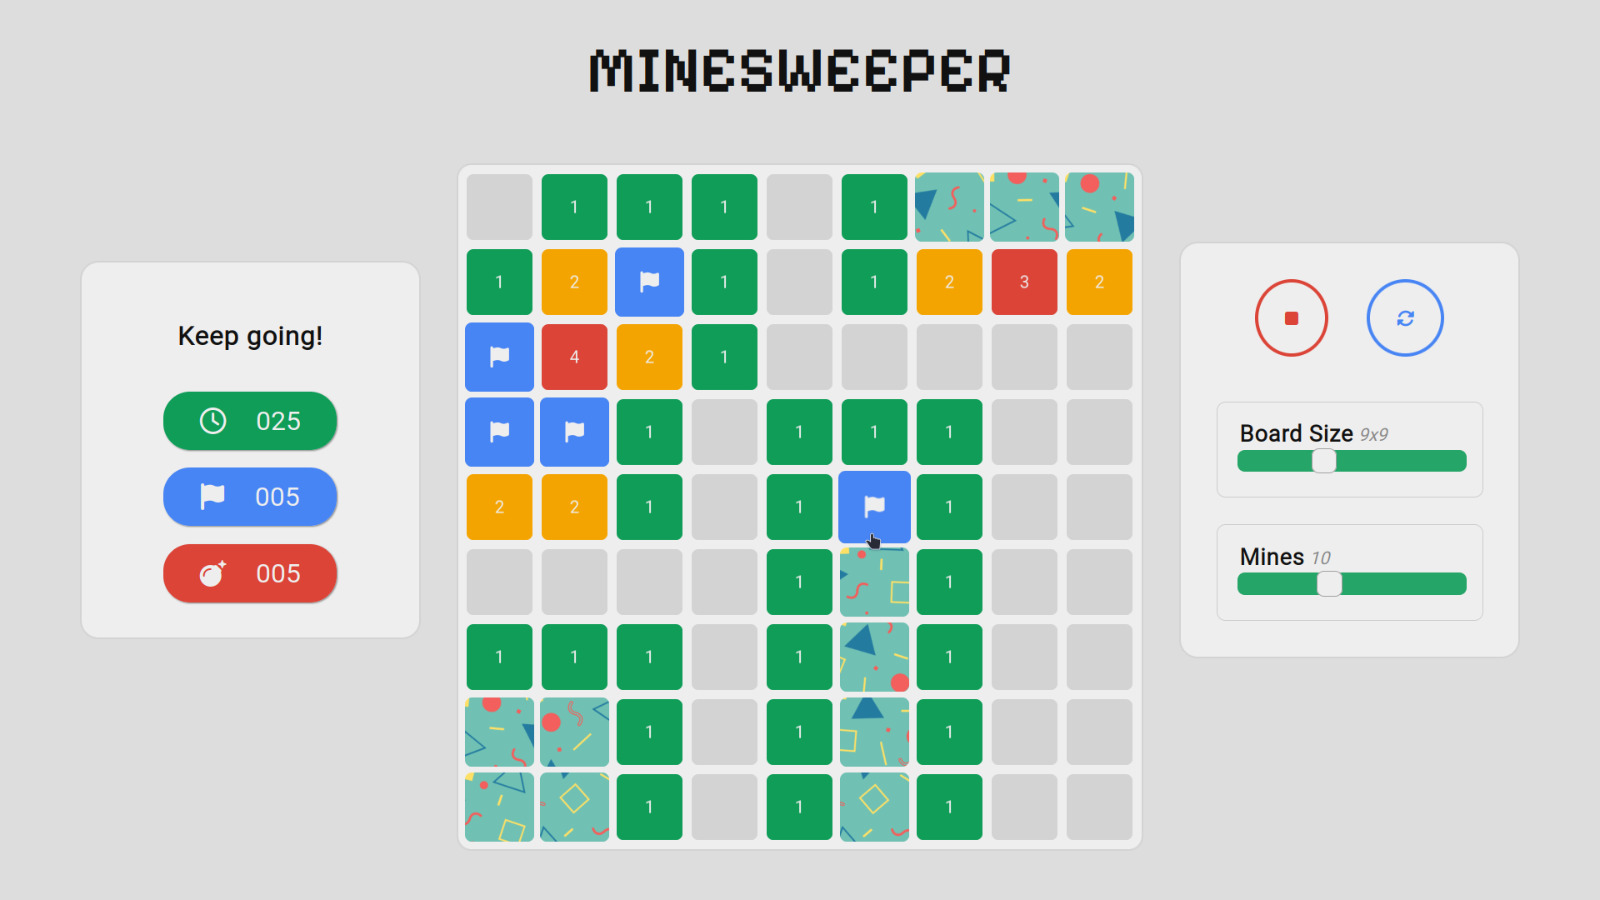 MINESWEEPER
1 1 1 1
1 2 1 1 2 3 2
4 2 1
1 1 1 1
2 2 1 1 1
1 1
1 1 1 1 1
1 1 1
1 1 1
Keep going!
025
005
005
Board Size 9x9
Mines 10